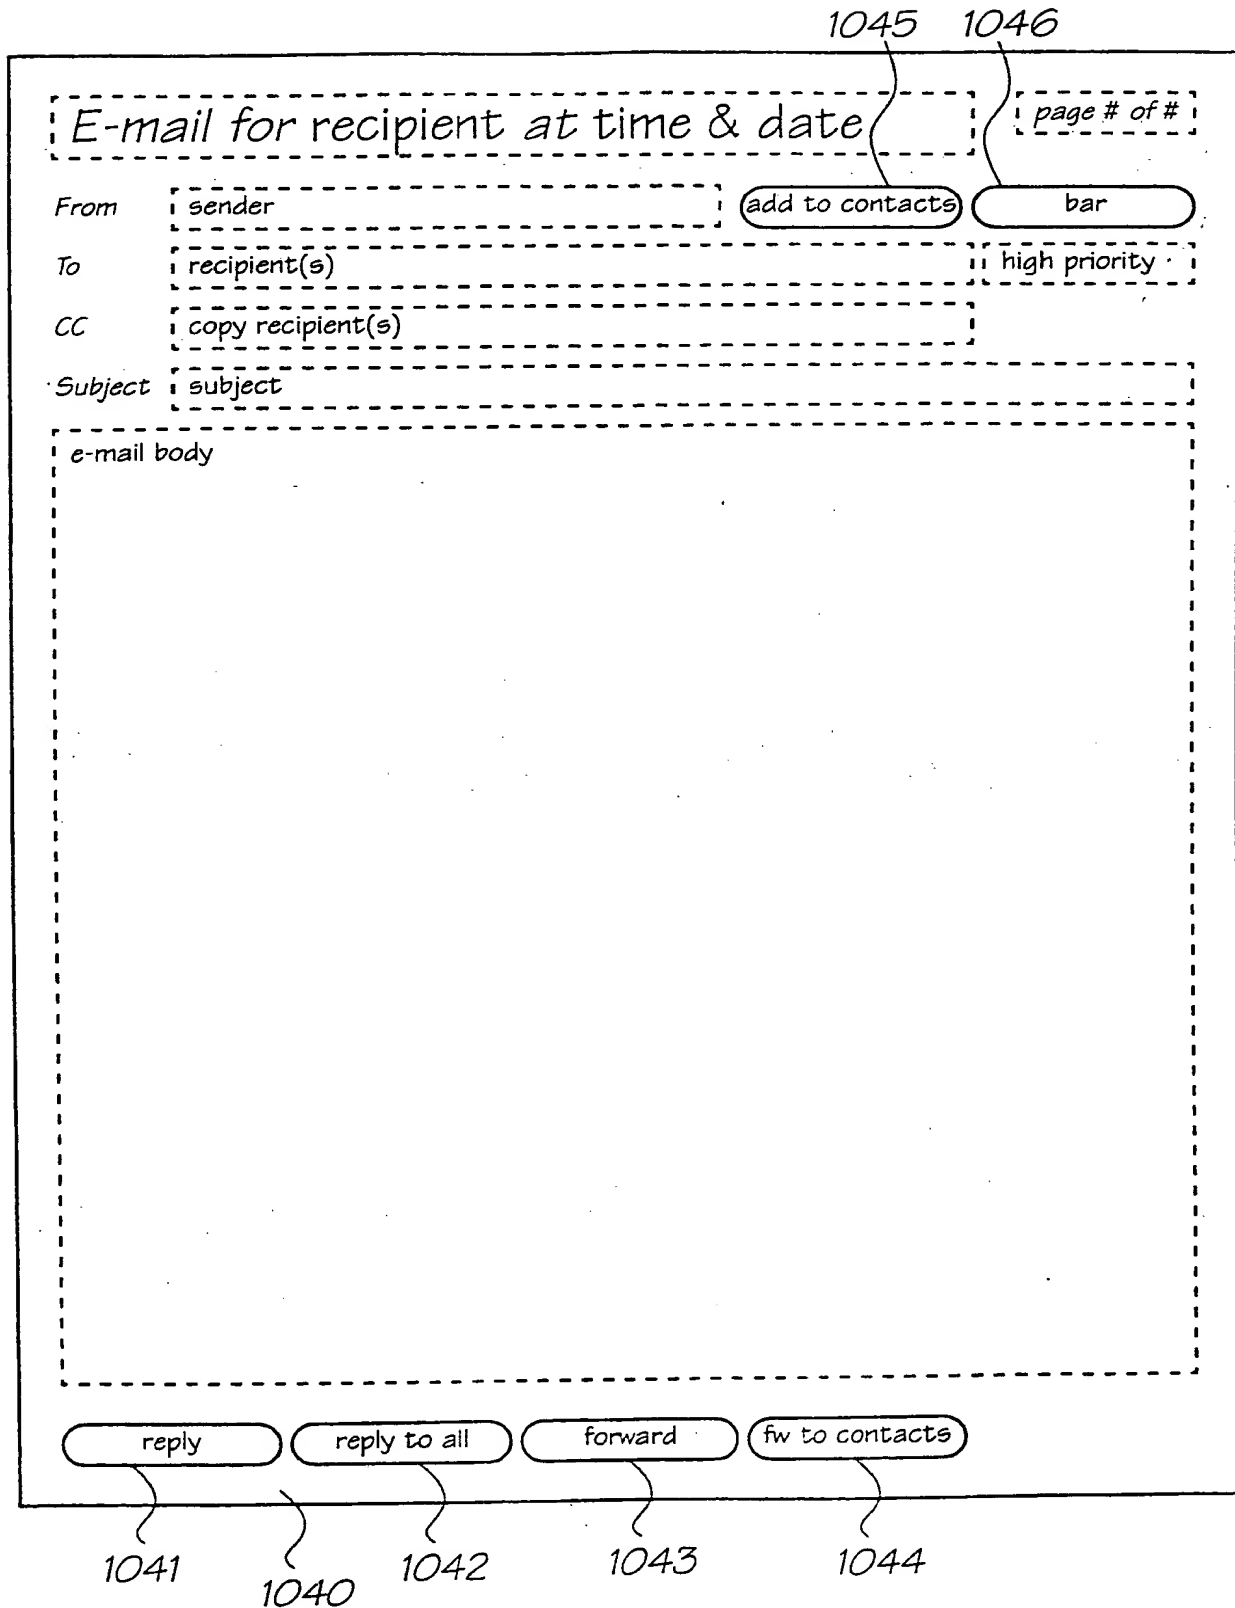 1045 1046
E-mail for recipient at time & date page # of #
From sender add to contacts bar
To recipient(s) high priority
CC copy recipient(s)
Subject subject
e-mail body
reply reply to all forward fw to contacts
1041 1040 1042 1043 1044